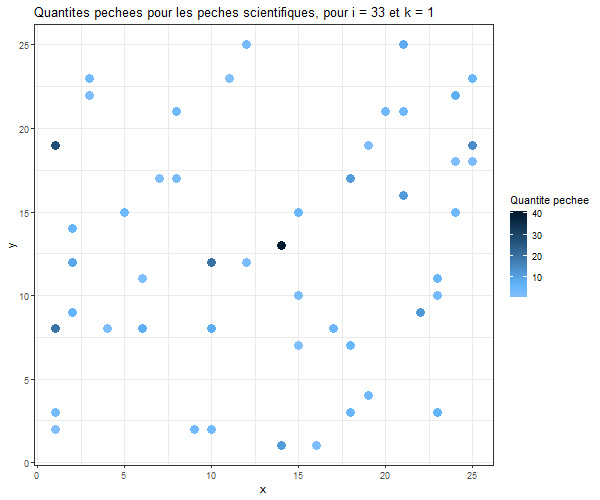 Quantites pechees pour les peches scientifiques, pour i = 33 et k = 1
25
20
15
10
5
0
y
0 5 10 15 20 25
x
Quantite pechee
40
30
20
10